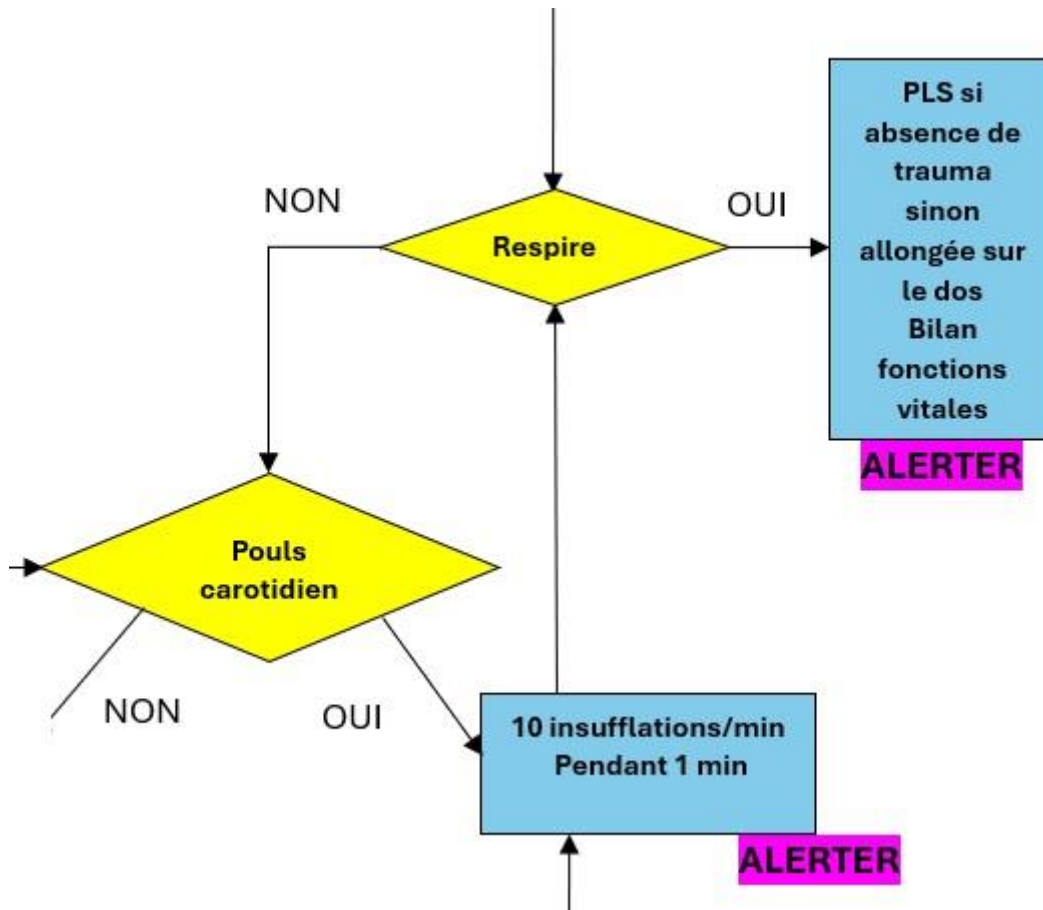 PLS si
absence de
trauma
sinon
allongée sur
le dos
Bilan
fonctions
vitales
ALERTER
NON
OUI
Respire
Pouls
carotidien
NON
OUI
10 insufflations/min
Pendant 1 min
ALERTER